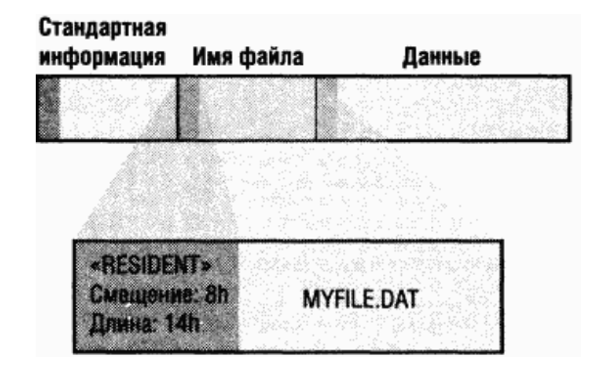 Стандартная
информация Имя файла Данные
«RESIDENT»
Смещение: 8h
Длина: 14h
MYFILE.DAT